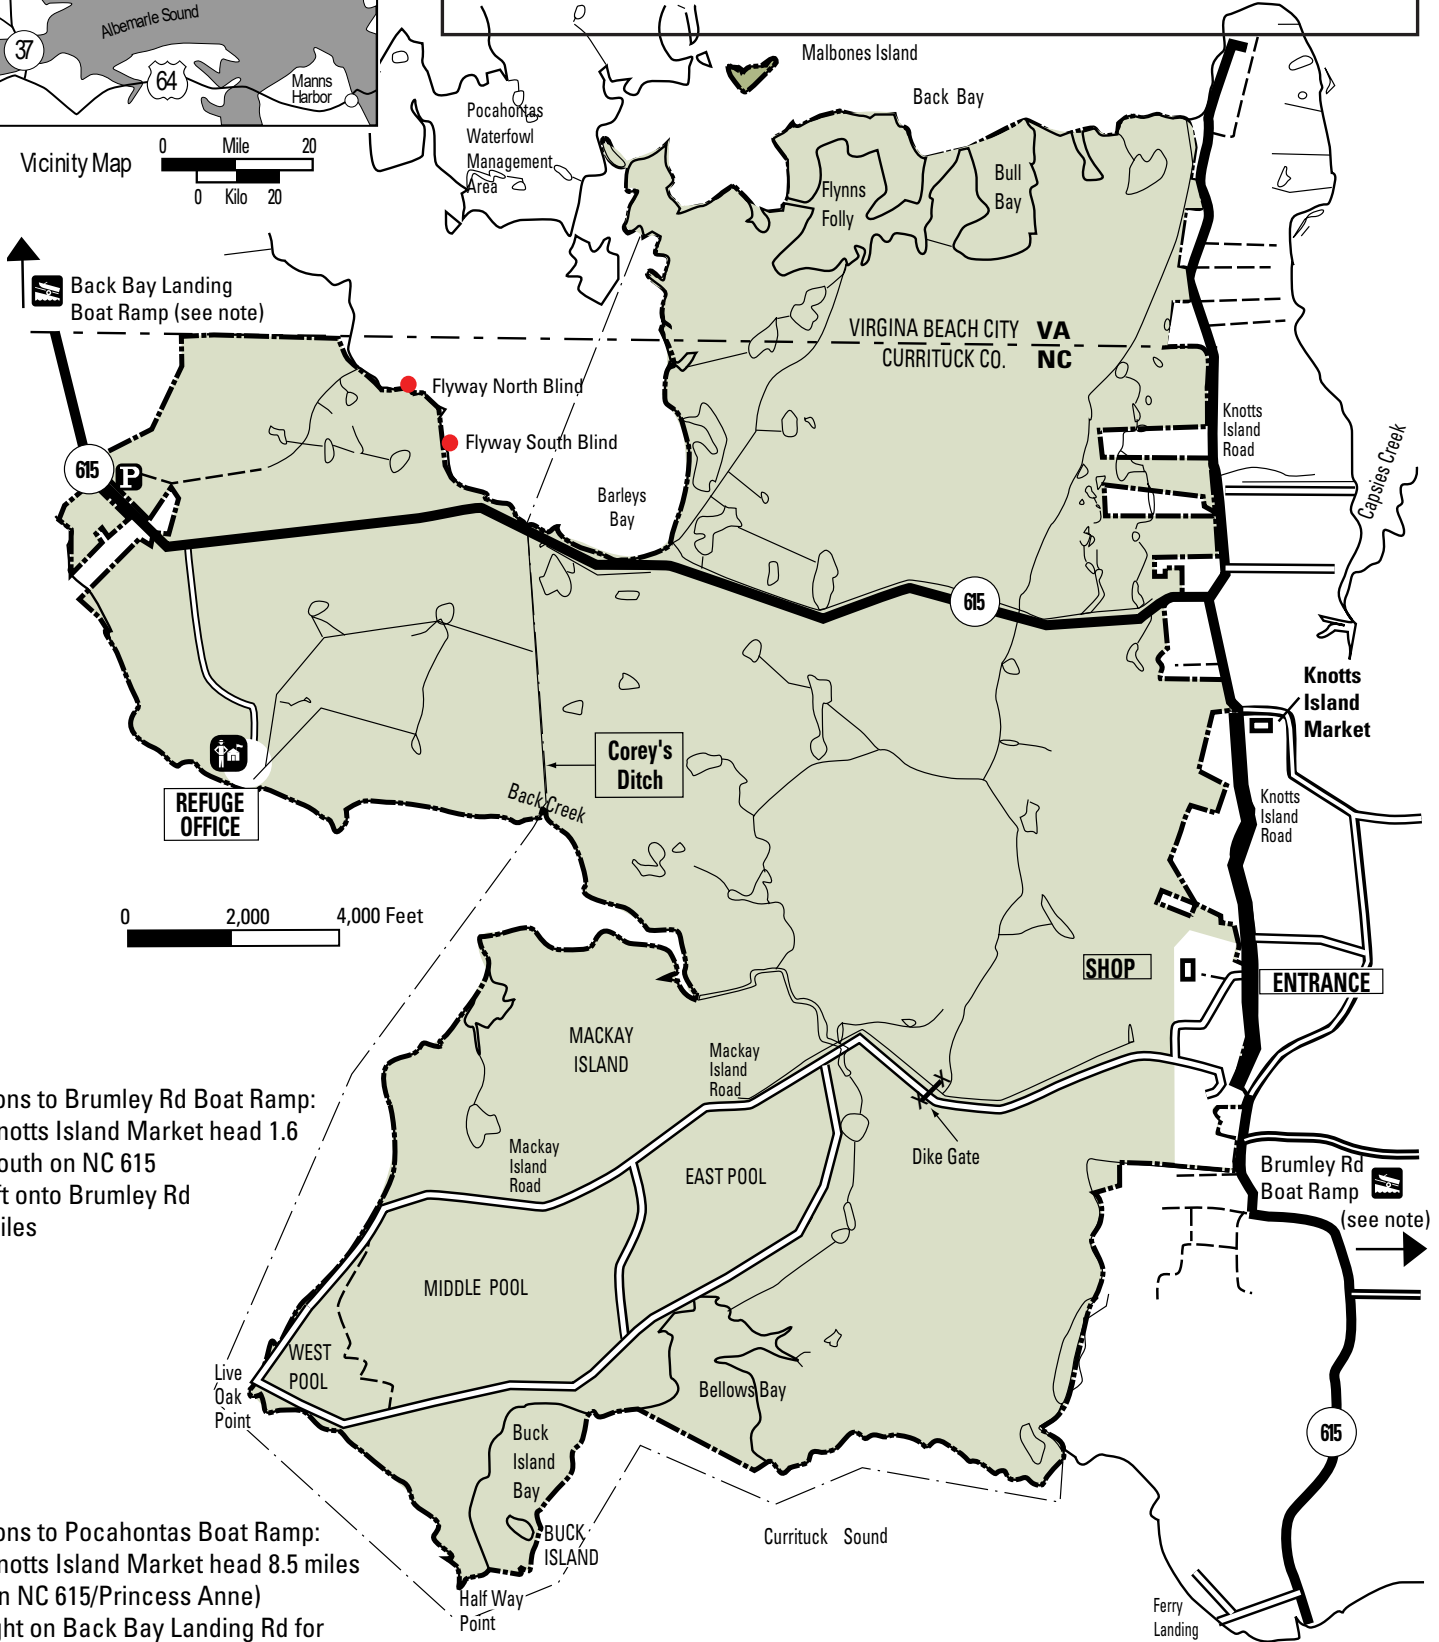 Albemarle Sound
37
64
Manns
Harbor
Vicinity Map
0 Mile 20
0 Kilo 20
Malbones Island
Back Bay
Pocahontas
Waterfowl
Management
Area
Flynns
Folly
Bull
Bay
Back Bay Landing
Boat Ramp (see note)
VIRGINA BEACH CITY VA
CURRITUCK CO. NC
Flyway North Blind
Flyway South Blind
Knotts
Island
Road
Capsies Creek
615
P
Barleys
Bay
615
Knotts
Island
Market
Corey's
Ditch
REFUGE
OFFICE
Back Creek
Knotts
Island
Road
0 2,000 4,000 Feet
SHOP
ENTRANCE
MACKAY
ISLAND
Mackay
Island
Road
ons to Brumley Rd Boat Ramp:
notts Island Market head 1.6
outh on NC 615
ft onto Brumley Rd
iles
Mackay
Island
Road
EAST POOL
Dike Gate
Brumley Rd
Boat Ramp
(see note)
MIDDLE POOL
WEST
POOL
Live
Oak
Point
Bellows Bay
Buck
Island
Bay
615
BUCK
ISLAND
Currituck Sound
ons to Pocahontas Boat Ramp:
notts Island Market head 8.5 miles
n NC 615/Princess Anne)
ght on Back Bay Landing Rd for
Half Way
Point
Ferry
Landing